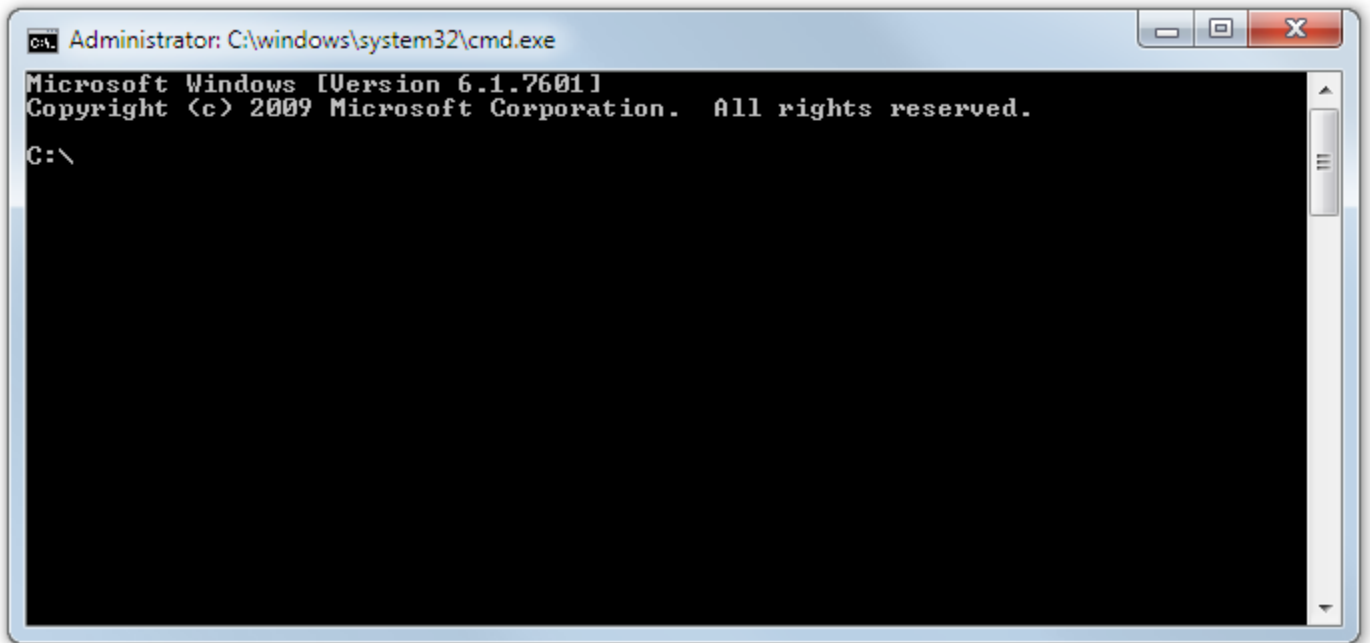 Administrator: C:\windows\system32\cmd.exe
Microsoft Windows [Version 6.1.7601]
Copyright (c) 2009 Microsoft Corporation.  All rights reserved.
C:\